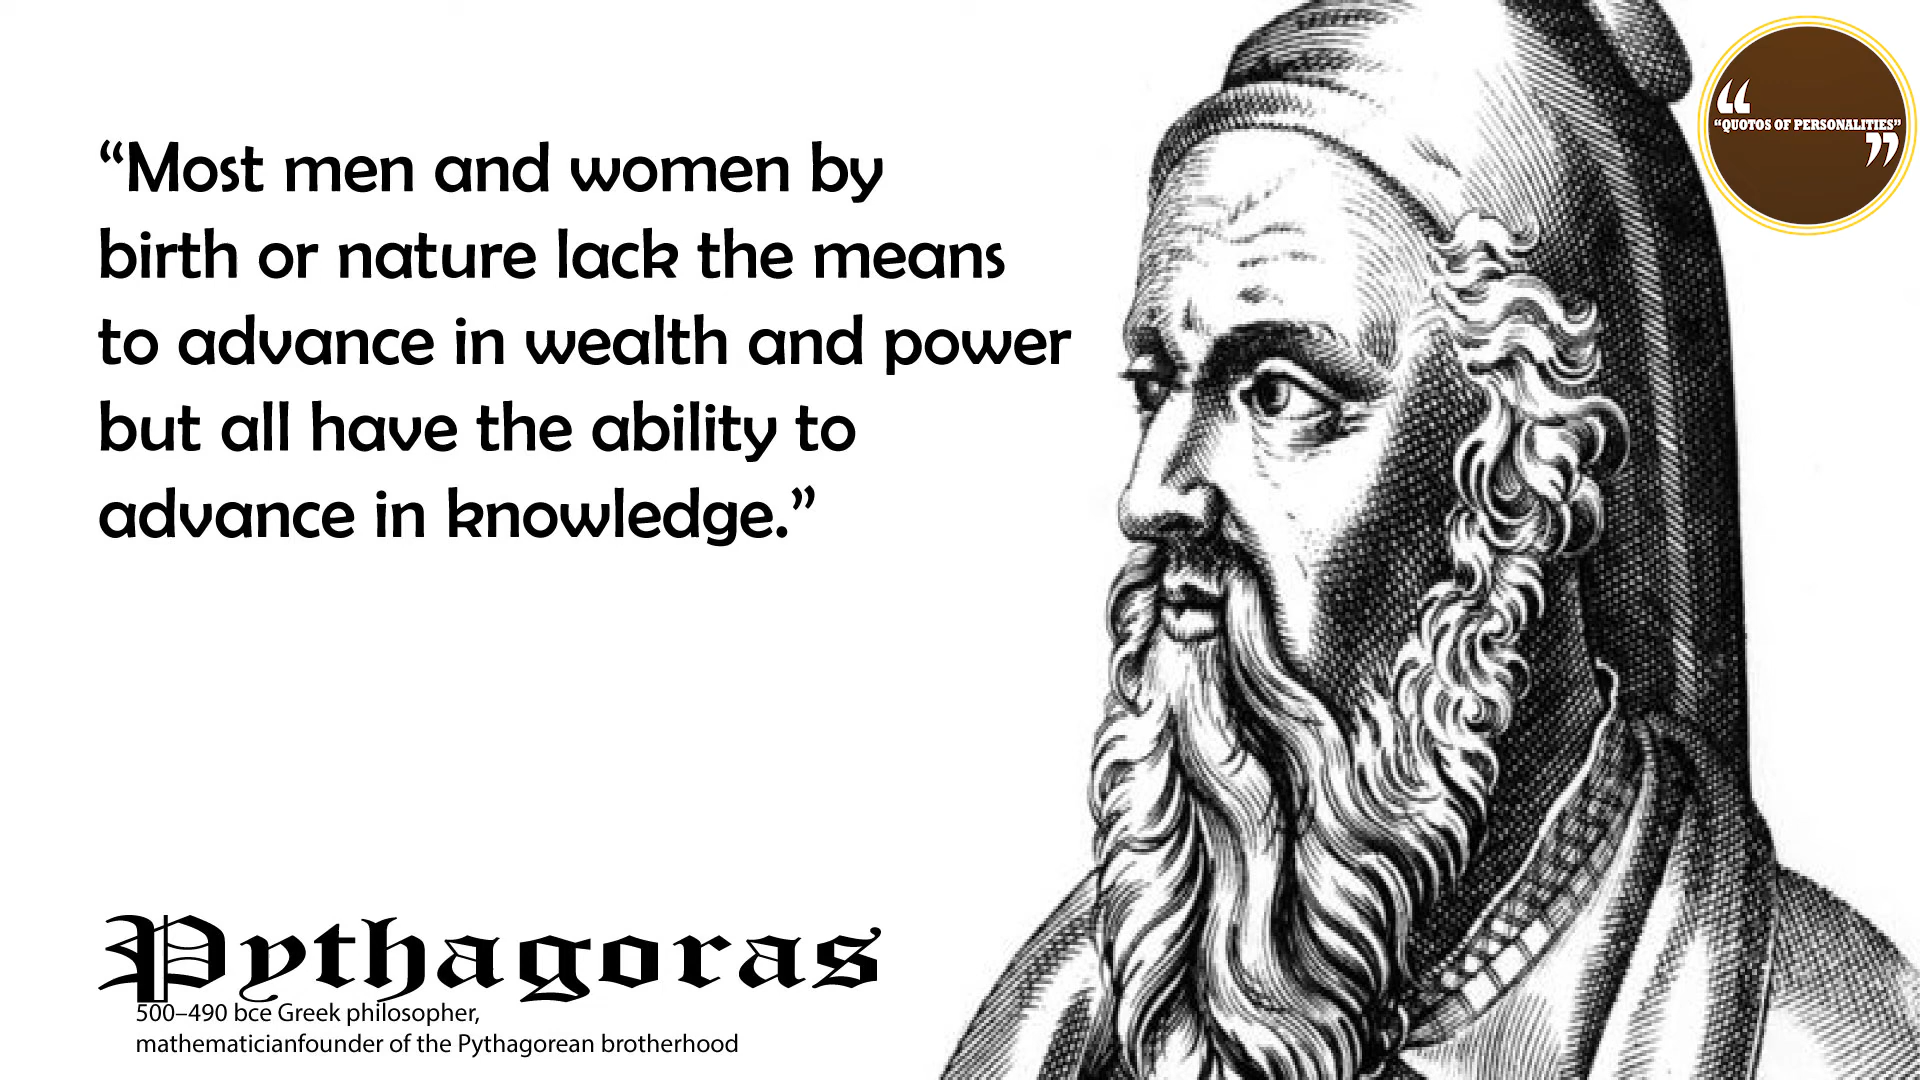 “Most men and women by
birth or nature lack the means
to advance in wealth and power
but all have the ability to
advance in knowledge.”
“QUOTOS OF PERSONALITIES”
Pythagoras
500–490 bce Greek philosopher,
mathematicianfounder of the Pythagorean brotherhood